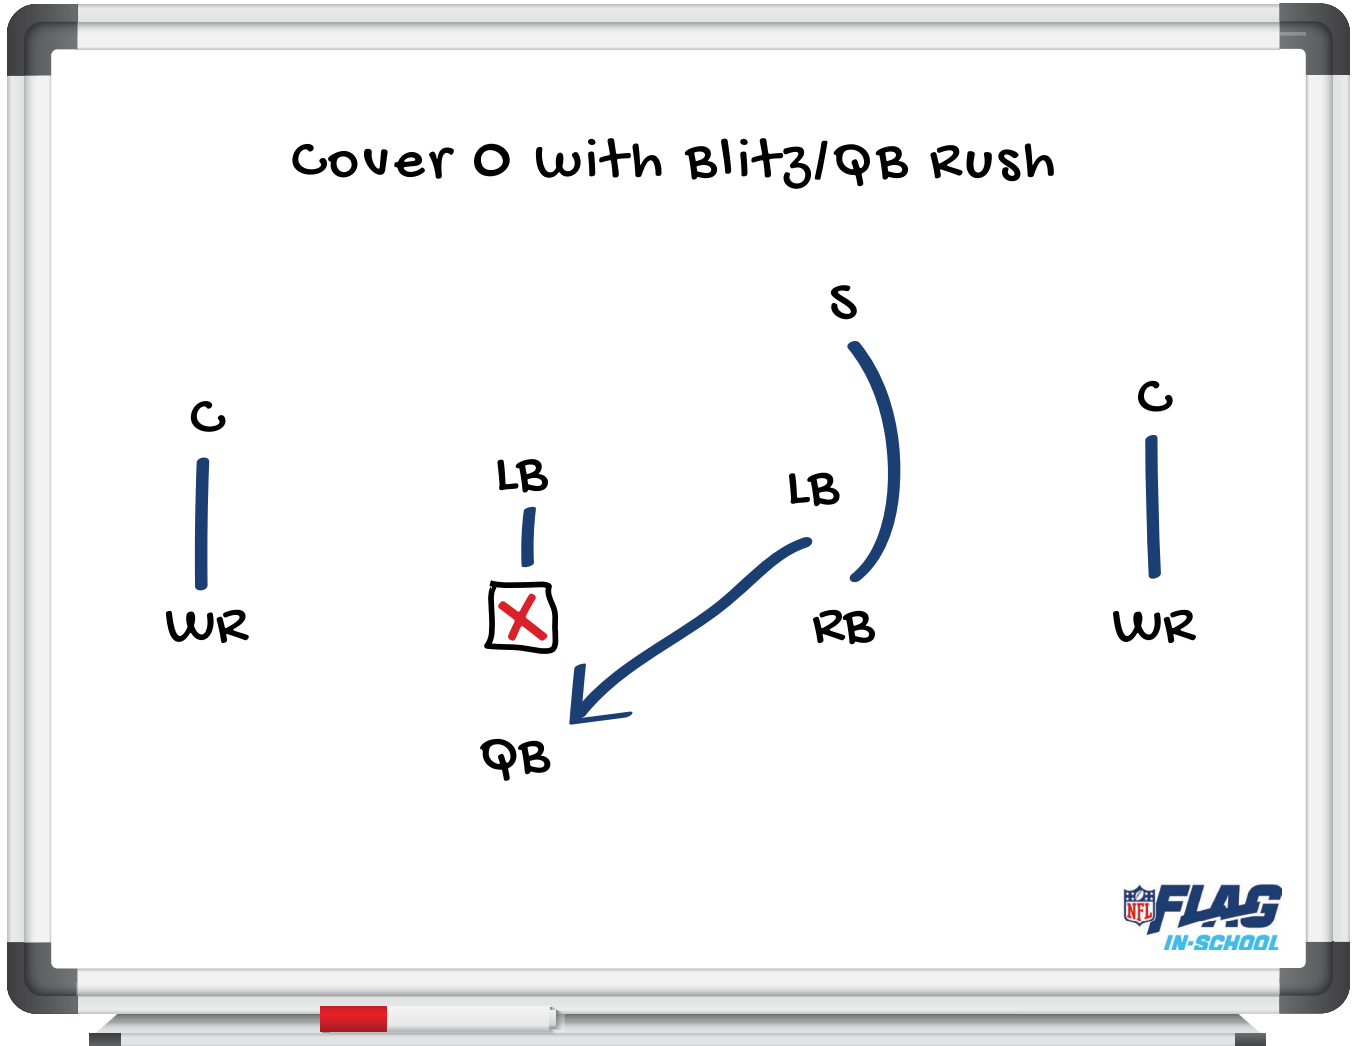 Cover 0 with Blitz/QB Rush
S
C
C
LB
LB
WR
X
RB
WR
QB
NFL FLAG
IN-SCHOOL